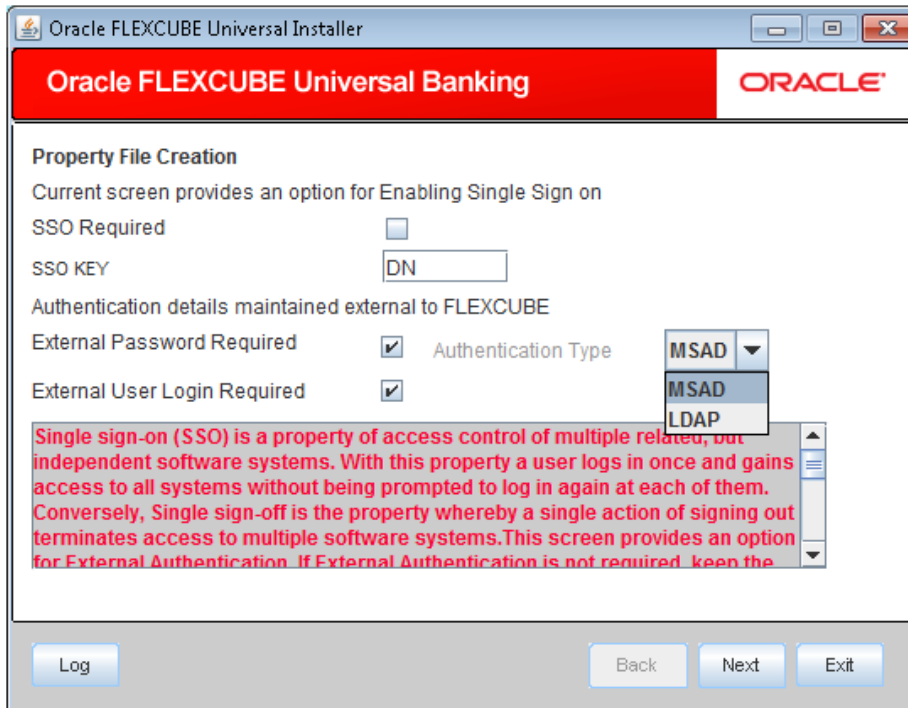 Oracle FLEXCUBE Universal Installer
Oracle FLEXCUBE Universal Banking
ORACLE
Property File Creation
Current screen provides an option for Enabling Single Sign on
SSO Required
SSO KEY
DN
Authentication details maintained external to FLEXCUBE
External Password Required
Authentication Type
MSAD
External User Login Required
MSAD
LDAP
Single sign-on (SSO) is a property of access control of multiple related, but
independent software systems. With this property a user logs in once and gains
access to all systems without being prompted to log in again at each of them.
Conversely, Single sign-off is the property whereby a single action of signing out
terminates access to multiple software systems.This screen provides an option
for External Authentication. If External Authentication is not required, keep the
Log
Back
Next
Exit